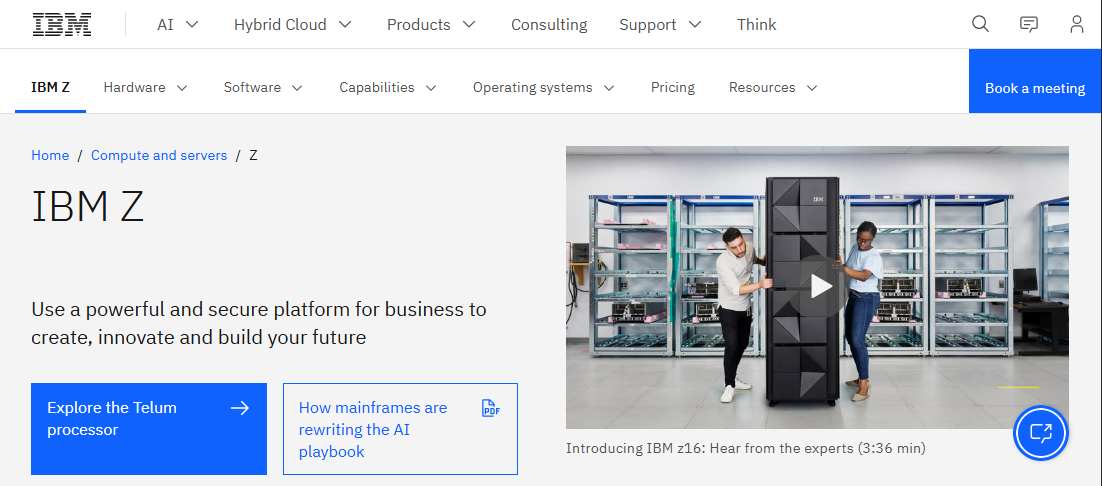 IBM
AI
Hybrid Cloud
Products
Consulting
Support
Think
IBM Z
Hardware
Software
Capabilities
Operating systems
Pricing
Resources
Book a meeting
Home / Compute and servers / Z
IBM Z
Use a powerful and secure platform for business to
create, innovate and build your future
Explore the Telum
processor
How mainframes are
rewriting the AI
playbook
PDF
IBM
Introducing IBM z16: Hear from the experts (3:36 min)